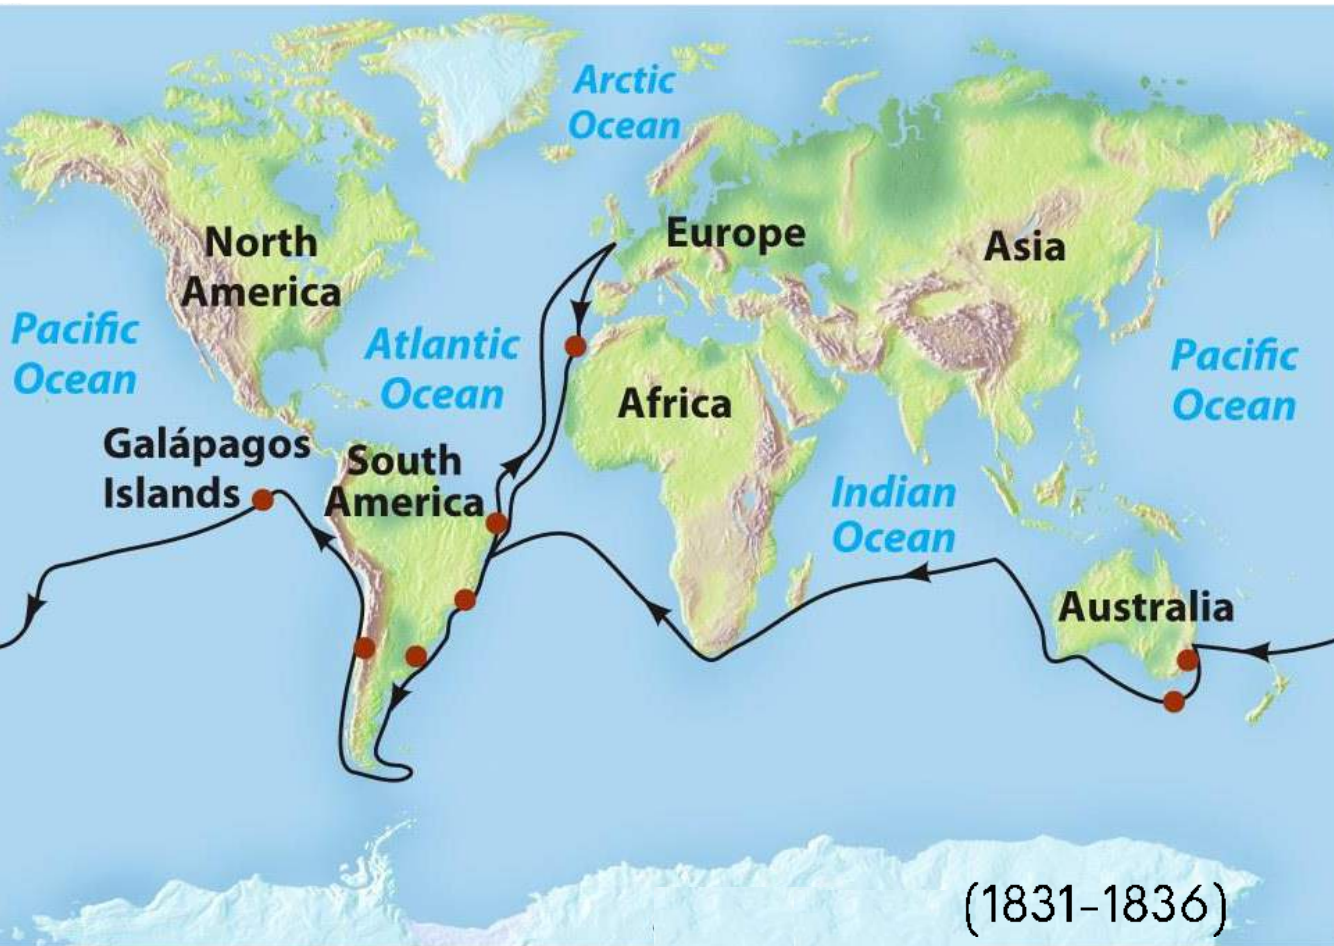 Arctic
Ocean
North
America
Europe
Asia
Pacific
Ocean
Atlantic
Ocean
Pacific
Ocean
Africa
Galápagos
Islands
South
America
Indian
Ocean
Australia
(1831-1836)